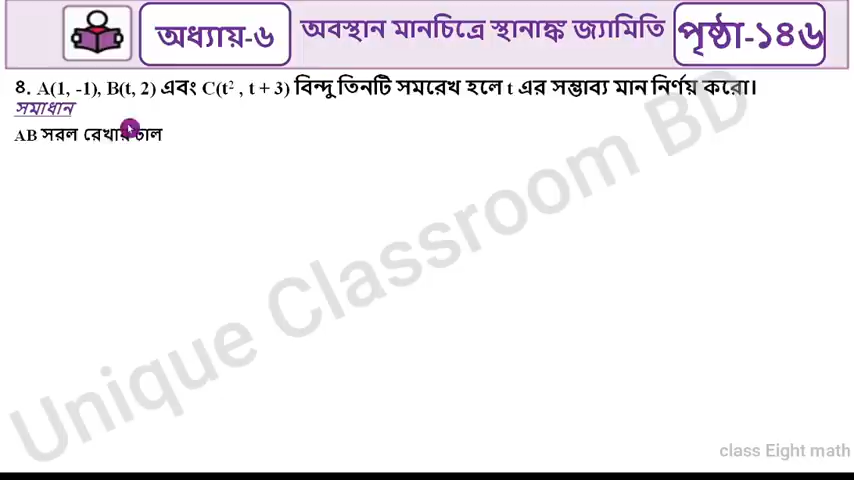 অধ্যায়-৬
অবস্থান মানচিত্রে স্থানাঙ্ক জ্যামিতি
পৃষ্ঠা-১৪৬
৪. A(1, -1), B(t, 2) এবং C(t² , t + 3) বিন্দু তিনটি সমরেখ হলে t এর সম্ভাব্য মান নির্ণয় করো।
সমাধান
AB সরল রেখার ঢাল
Unique Classroom BD
class Eight math